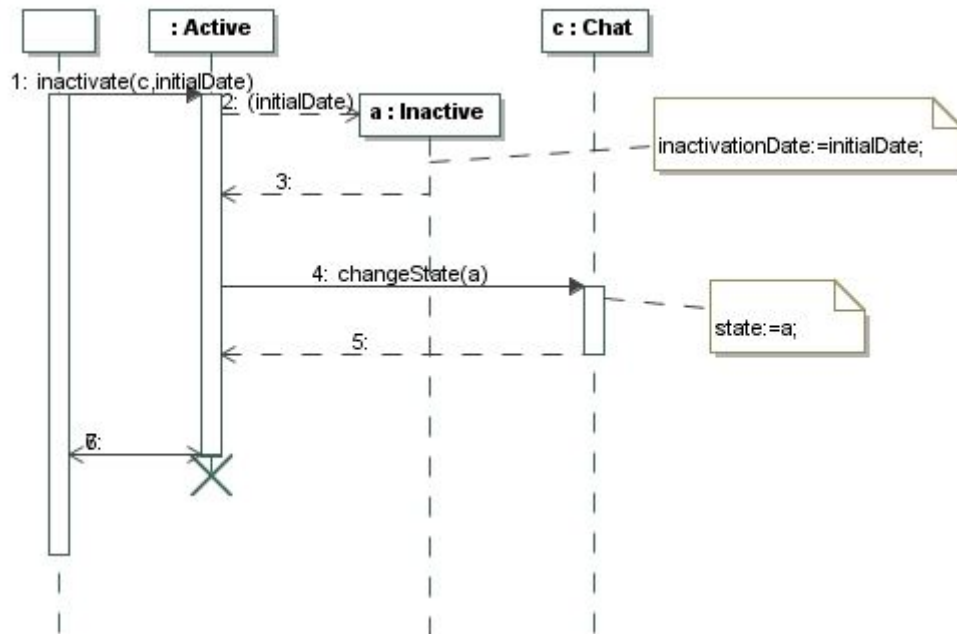 : Active
c : Chat
1: inactivate(c,initialDate)
2: (initialDate)
a : Inactive
inactivationDate:=initialDate;
3:
4: changeState(a)
state:=a;
5: